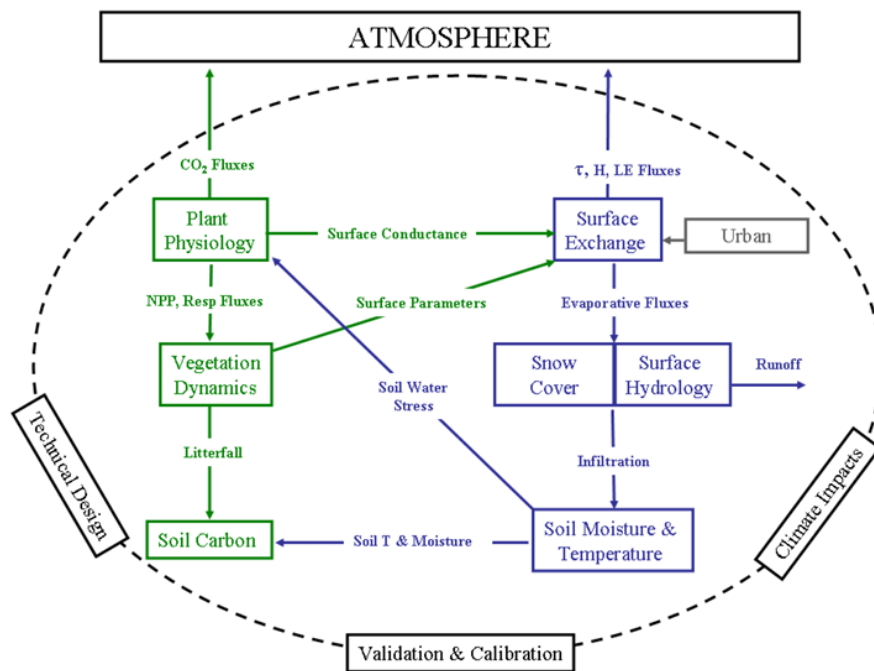 ATMOSPHERE
CO₂ Fluxes
τ, H, LE Fluxes
Plant
Physiology
Surface Conductance
Surface
Exchange
Urban
NPP, Resp Fluxes
Surface Parameters
Evaporative Fluxes
Vegetation
Dynamics
Soil Water
Stress
Snow
Cover
Surface
Hydrology
Runoff
Technical Design
Litterfall
Infiltration
Climate Impacts
Soil Carbon
Soil T & Moisture
Soil Moisture &
Temperature
Validation & Calibration